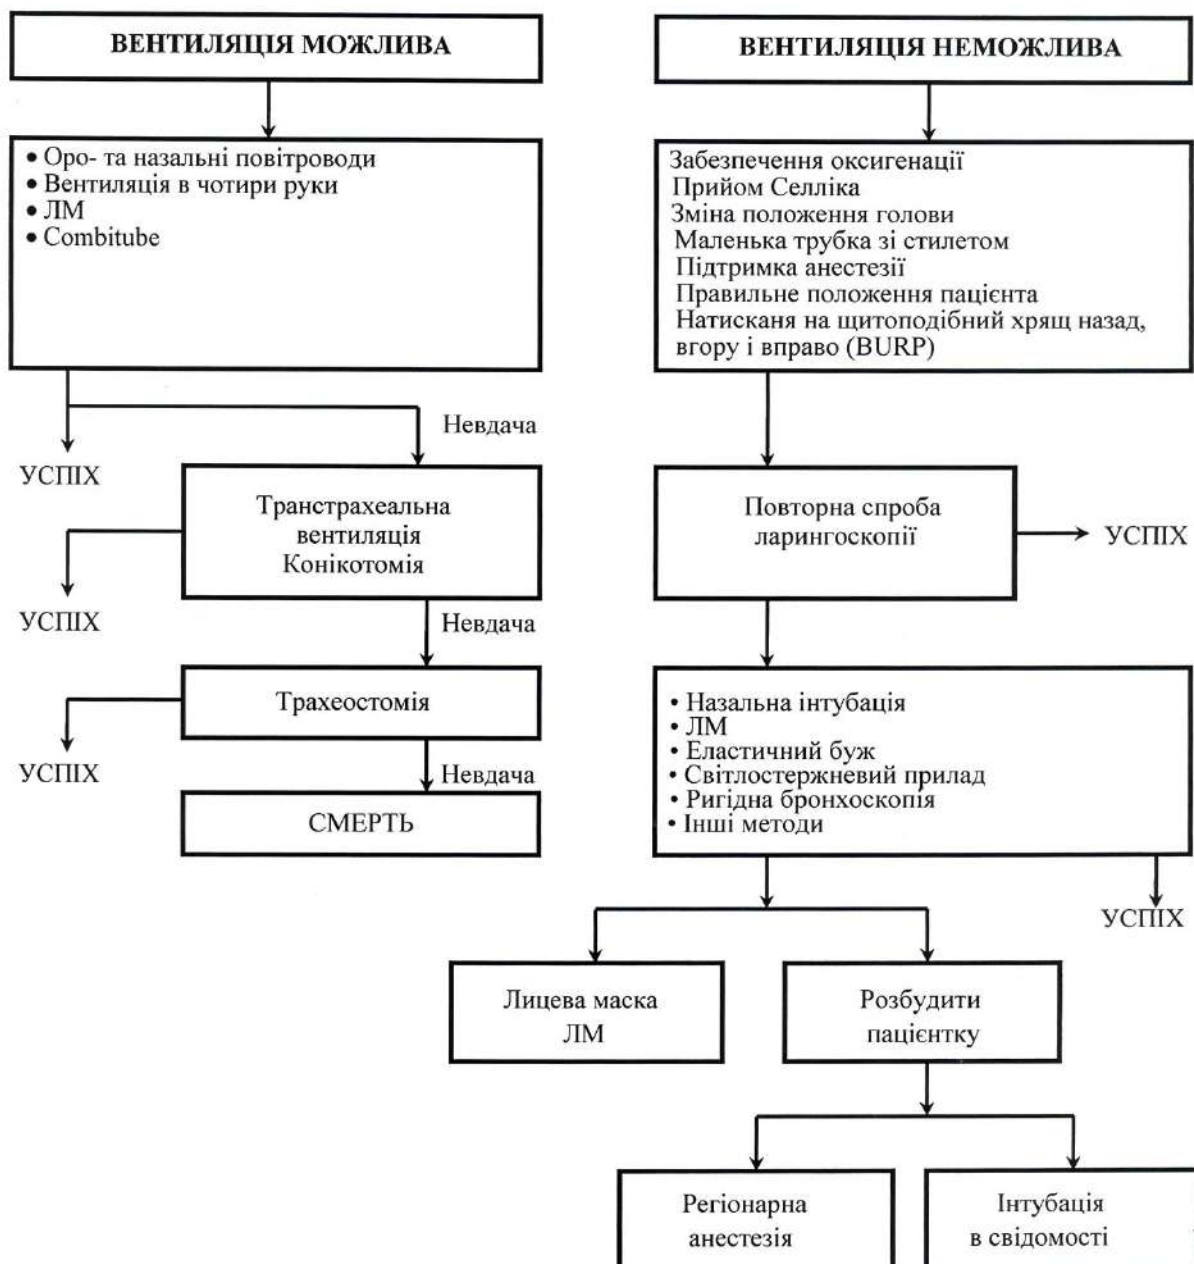 ВЕНТИЛЯЦІЯ МОЖЛИВА
• Оро- та назальні повітроводи
• Вентиляція в чотири руки
• ЛМ
• Combitube
Невдача
УСПІХ
Транстрахеальна
вентиляція
Конікотомія
УСПІХ
Невдача
Трахеостомія
УСПІХ
Невдача
СМЕРТЬ
ВЕНТИЛЯЦІЯ НЕМОЖЛИВА
Забезпечення оксигенації
Прийом Селліка
Зміна положення голови
Маленька трубка зі стилетом
Підтримка анестезії
Правильне положення пацієнта
Натисканя на щитоподібний хрящ назад,
вгору і вправо (BURP)
Повторна спроба
ларингоскопії
УСПІХ
• Назальна інтубація
• ЛМ
• Еластичний буж
• Світлостержневий прилад
• Ригідна бронхоскопія
• Інші методи
УСПІХ
Лицева маска
ЛМ
Розбудити
пацієнтку
Регіонарна
анестезія
Інтубація
в свідомості